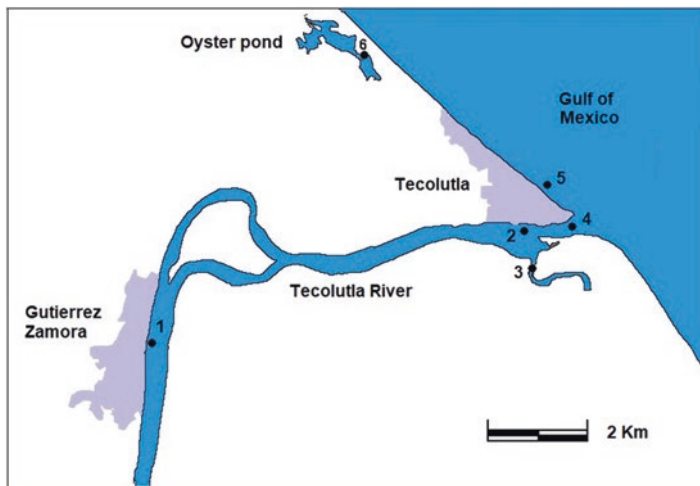 Oyster pond
6
Gulf of
Mexico
Tecolutla
5
4
2
3
Tecolutla River
Gutierrez
Zamora
1
2 Km